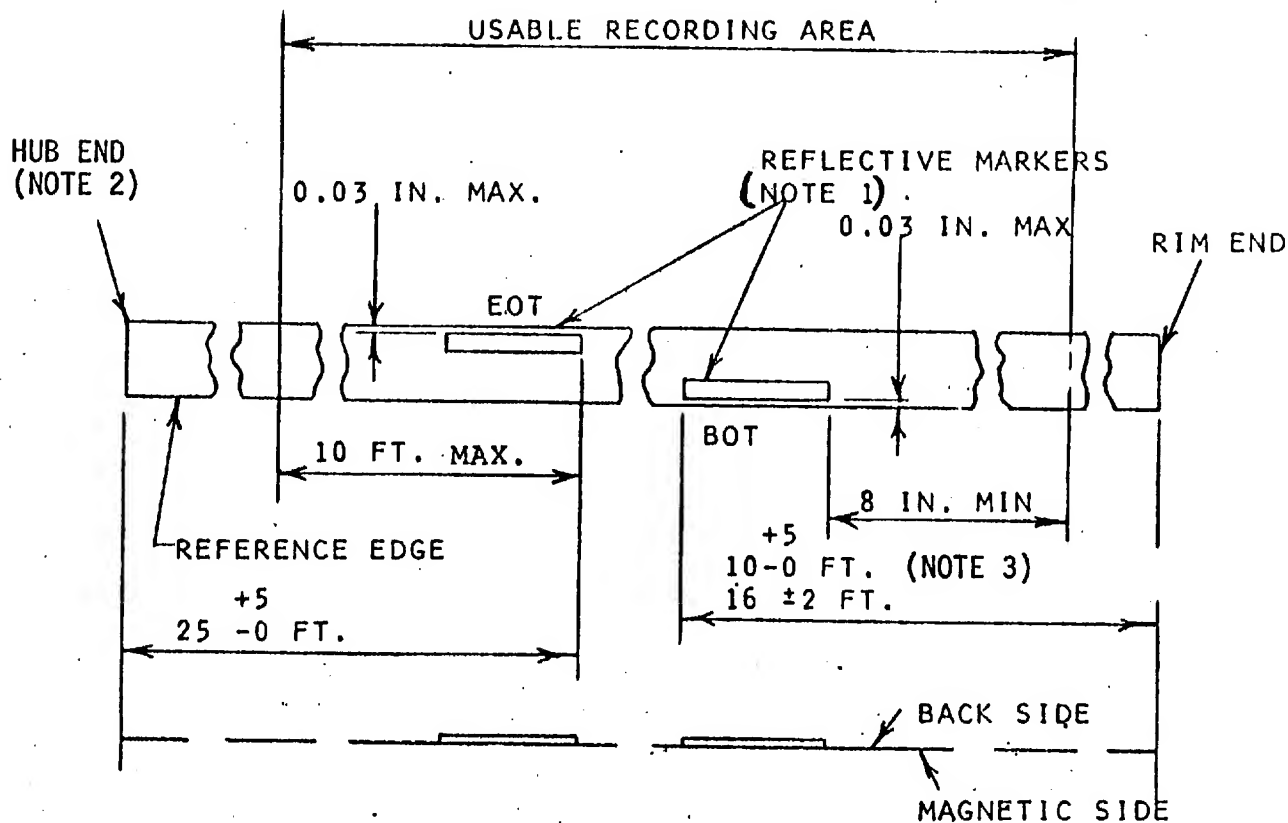 USABLE RECORDING AREA
HUB END
(NOTE 2)
0.03 IN. MAX.
REFLECTIVE MARKERS
(NOTE 1)
0.03 IN. MAX
RIM END
EOT
BOT
10 FT. MAX.
8 IN. MIN
REFERENCE EDGE
+5
10-0 FT. (NOTE 3)
16 ±2 FT.
+5
25 -0 FT.
BACK SIDE
MAGNETIC SIDE